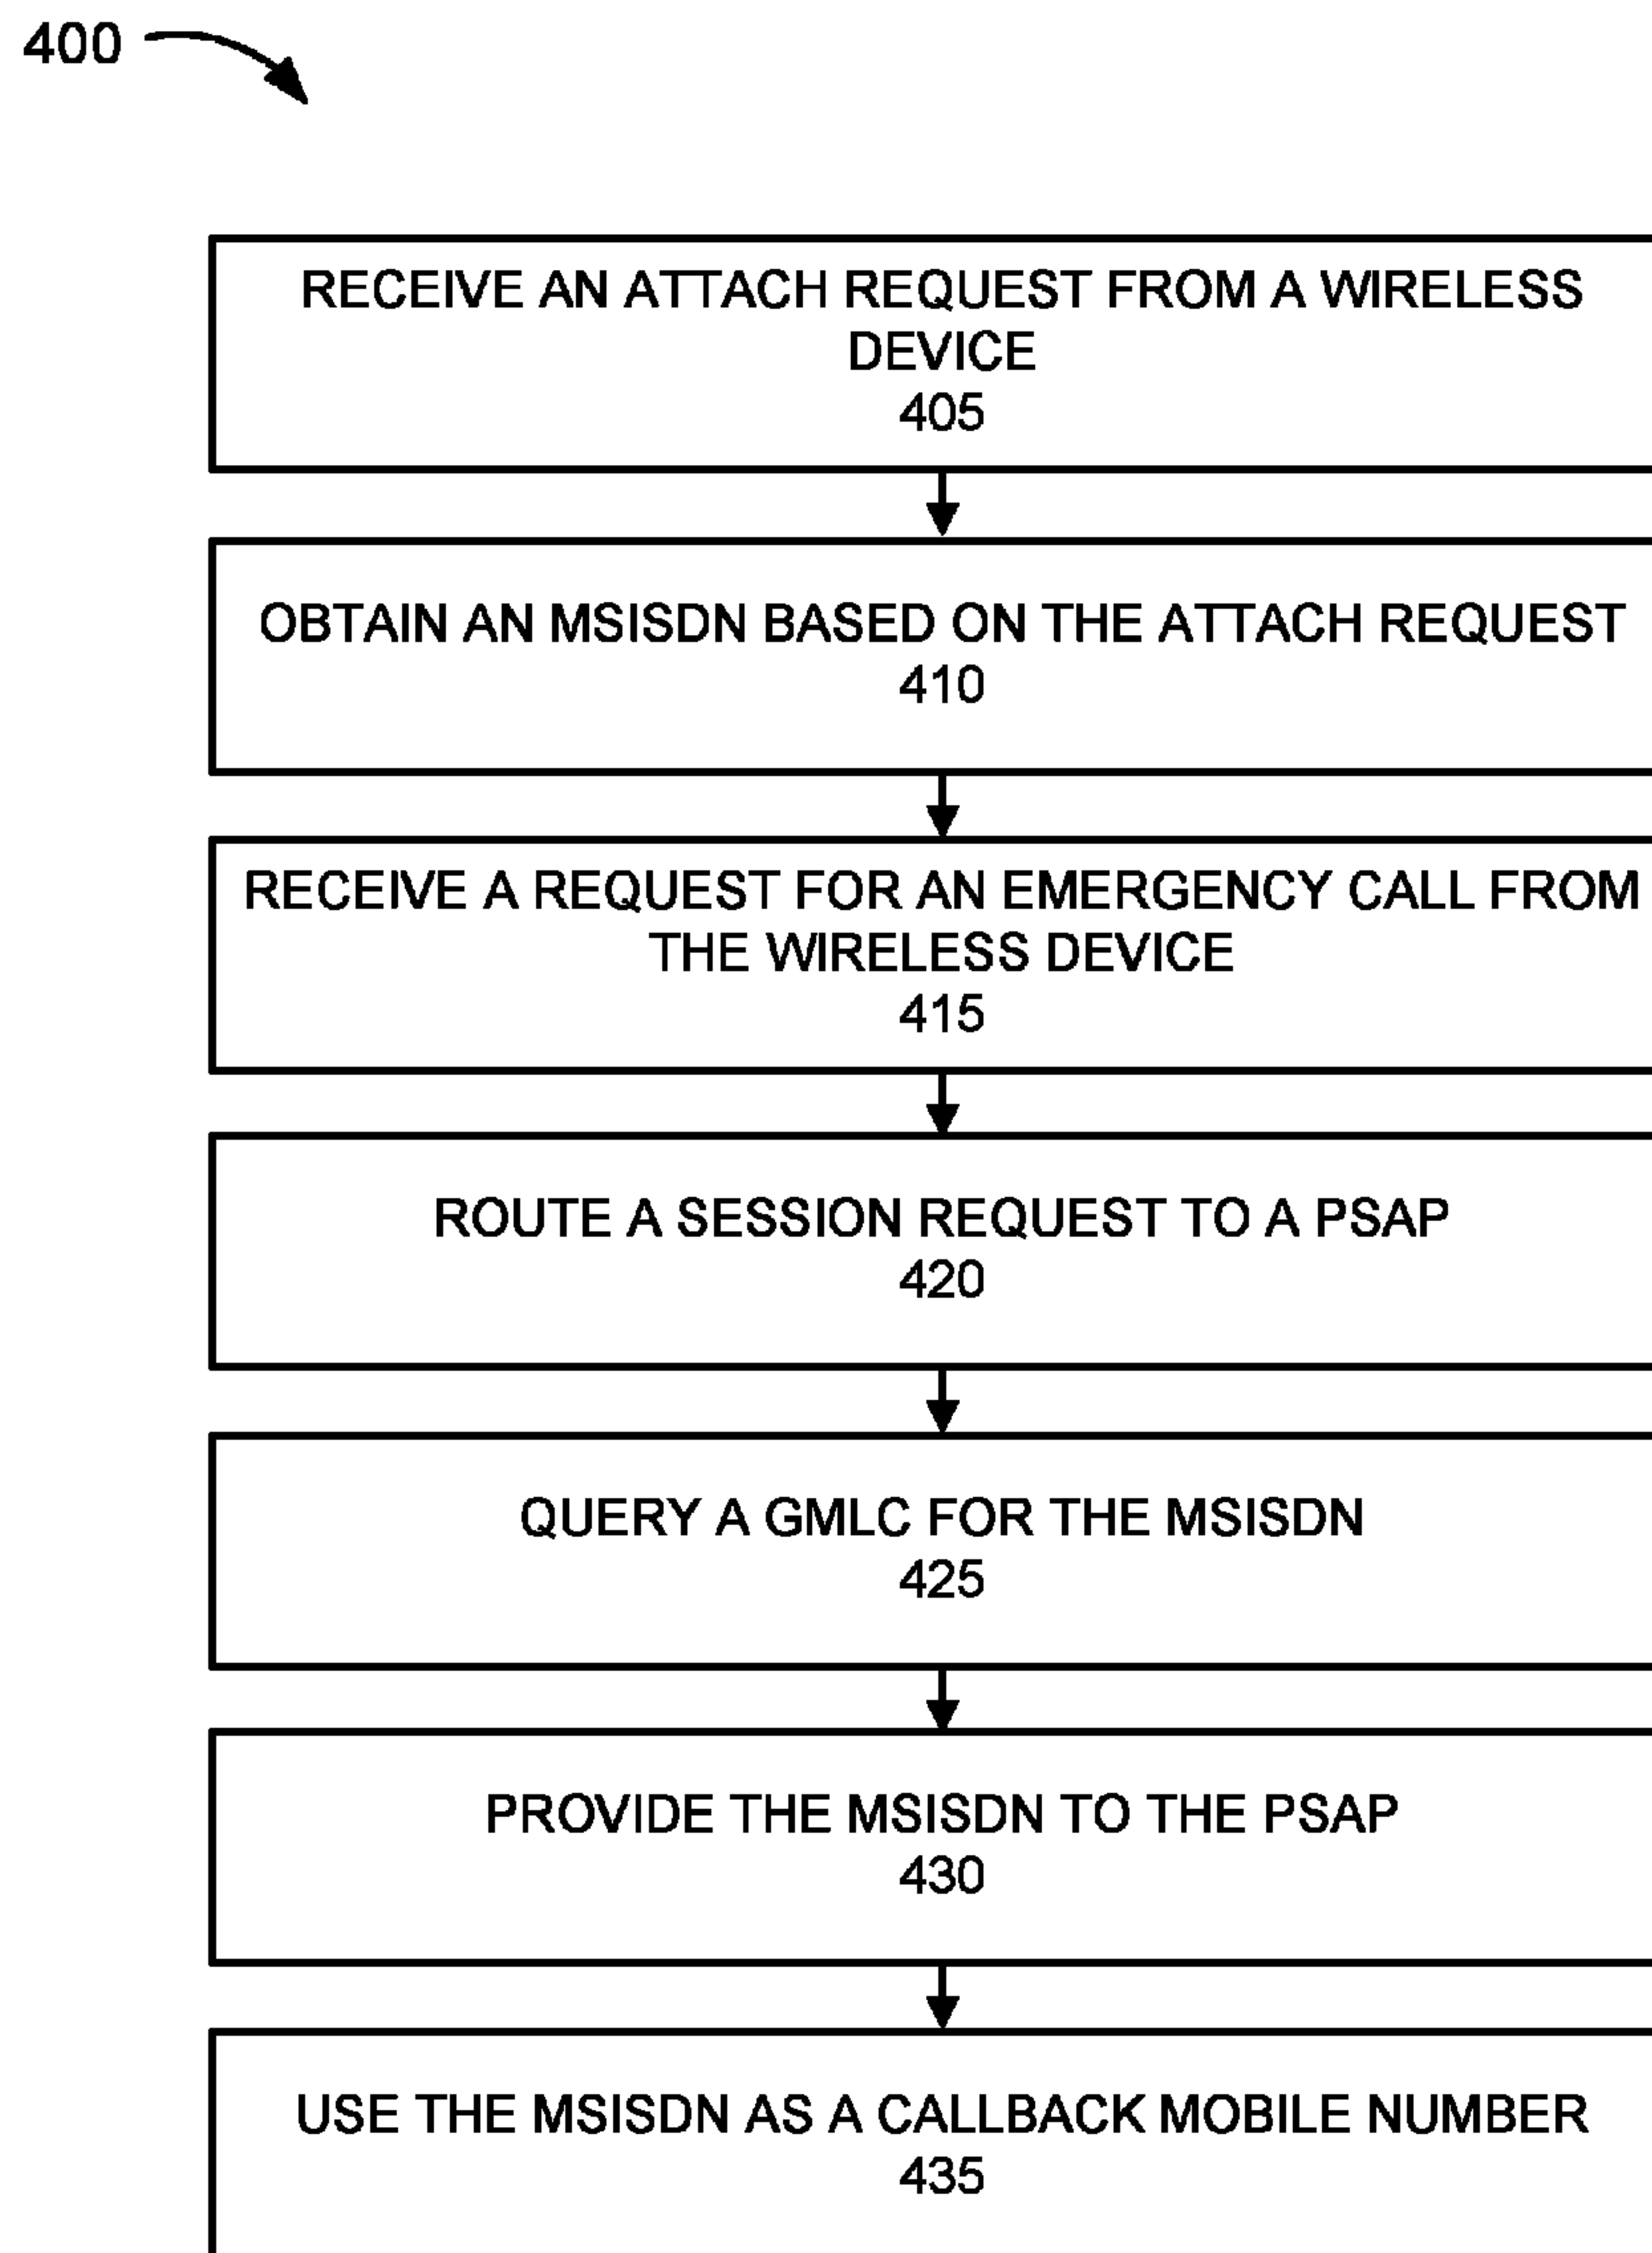 400
RECEIVE AN ATTACH REQUEST FROM A WIRELESS
DEVICE
405
OBTAIN AN MSISDN BASED ON THE ATTACH REQUEST
410
RECEIVE A REQUEST FOR AN EMERGENCY CALL FROM
THE WIRELESS DEVICE
415
ROUTE A SESSION REQUEST TO A PSAP
420
QUERY A GMLC FOR THE MSISDN
425
PROVIDE THE MSISDN TO THE PSAP
430
USE THE MSISDN AS A CALLBACK MOBILE NUMBER
435